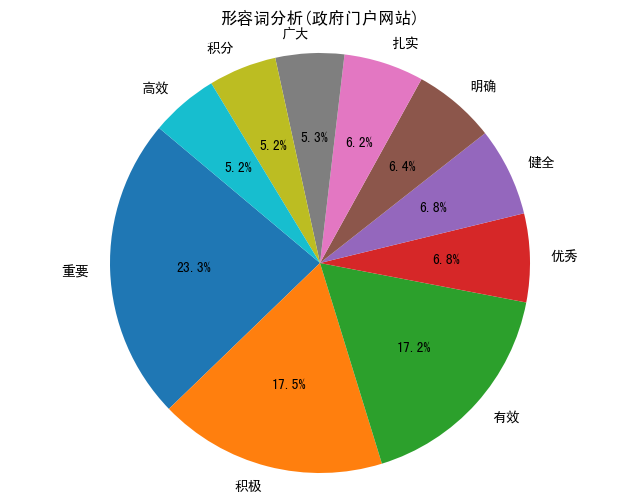 形容词分析(政府门户网站)
广大
扎实
积分
明确
高效
5.3%
6.2%
5.2%
6.4%
健全
5.2%
6.8%
优秀
6.8%
重要
23.3%
17.2%
17.5%
有效
积极